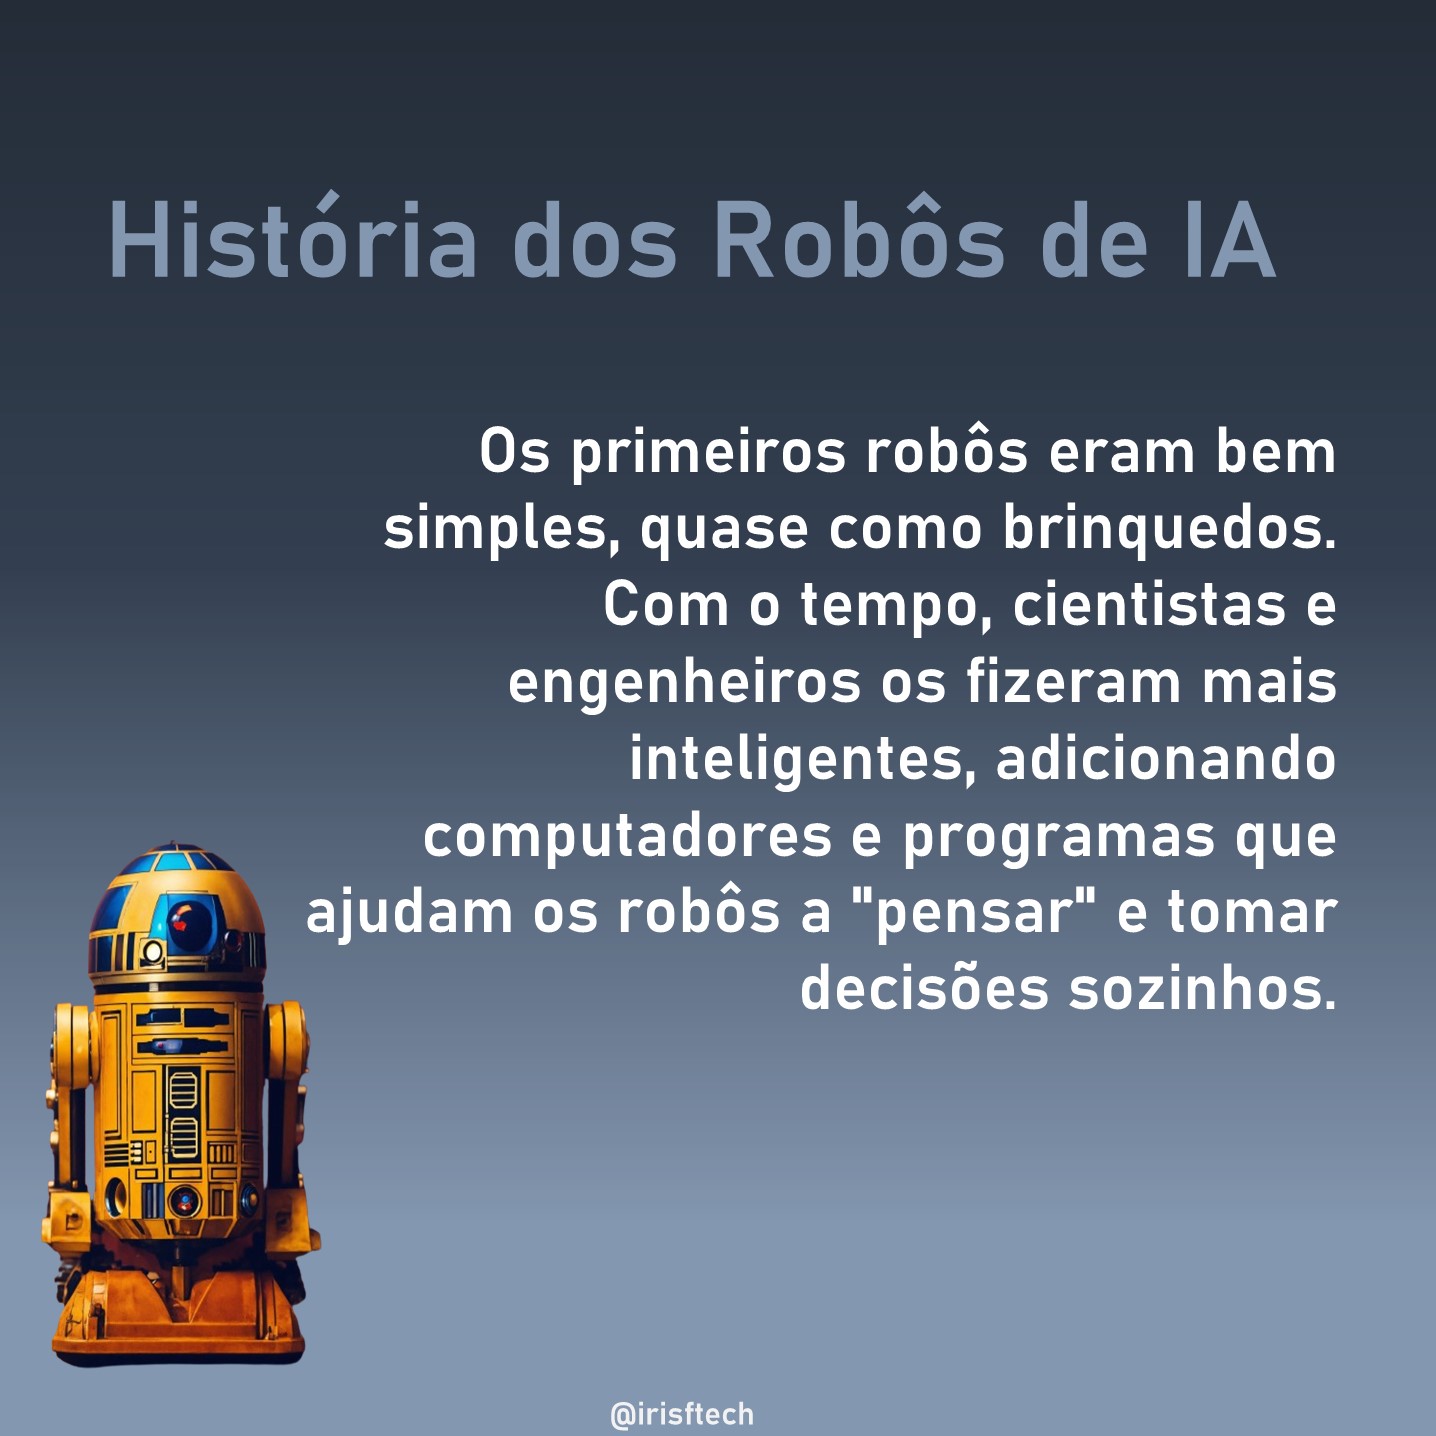 História dos Robôs de IA
Os primeiros robôs eram bem
simples, quase como brinquedos.
Com o tempo, cientistas e
engenheiros os fizeram mais
inteligentes, adicionando
computadores e programas que
ajudam os robôs a "pensar" e tomar
decisões sozinhos.
@irisftech